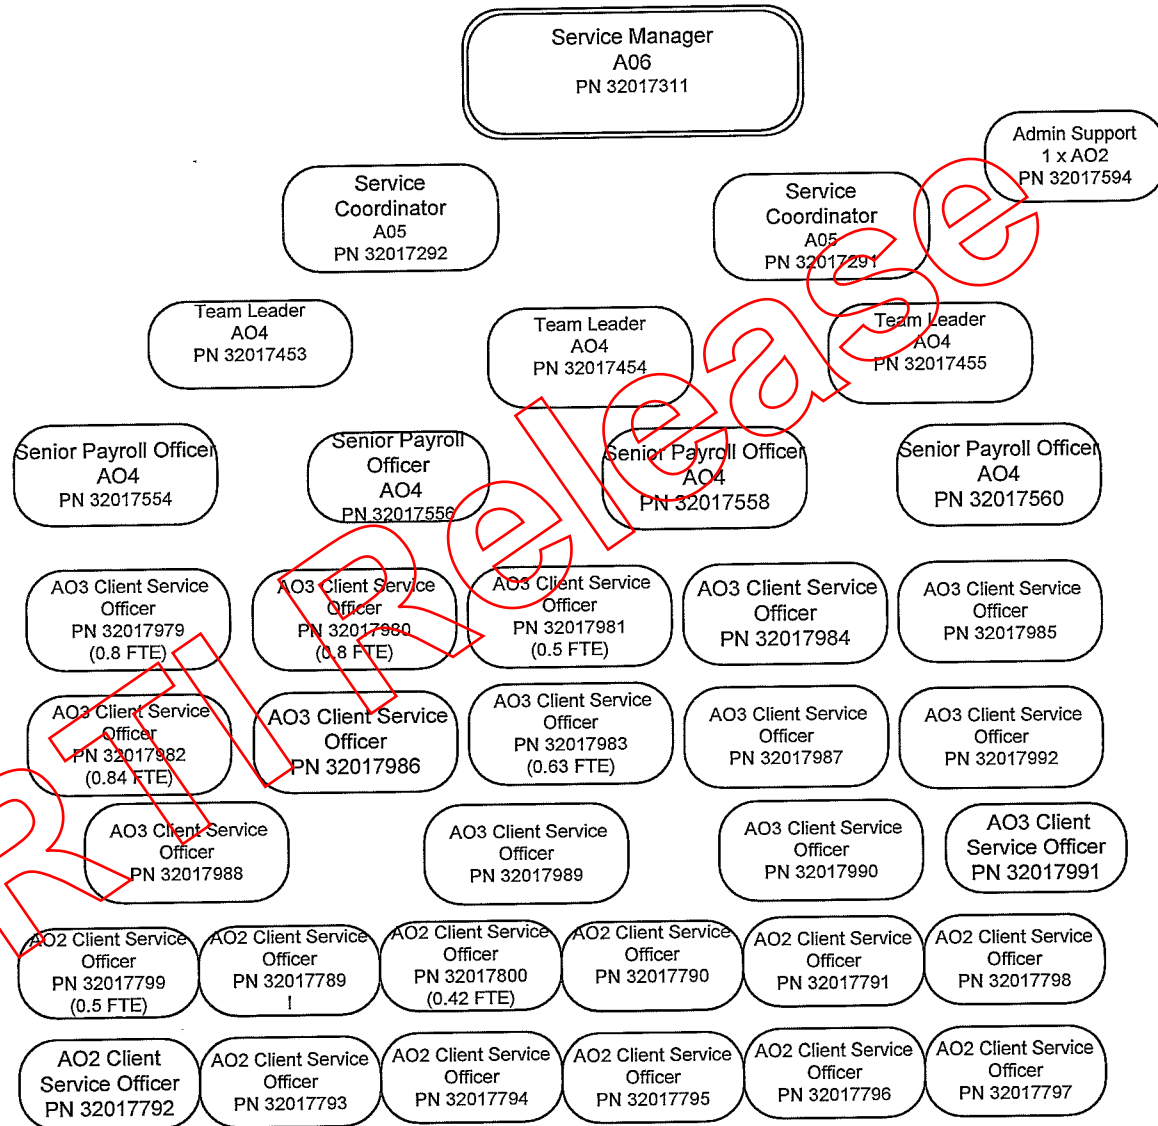 Service Manager
A06
PN 32017311
Admin Support
1 x AO2
PN 32017594
Service
Coordinator
A05
PN 32017292
Service
Coordinator
A05
PN 32017291
Team Leader
AO4
PN 32017453
Team Leader
AO4
PN 32017454
Team Leader
AO4
PN 32017455
Senior Payroll Officer
AO4
PN 32017554
Senior Payroll
Officer
AO4
PN 32017556
Senior Payroll Officer
AO4
PN 32017558
Senior Payroll Officer
AO4
PN 32017560
AO3 Client Service
Officer
PN 32017979
(0.8 FTE)
AO3 Client Service
Officer
PN 32017980
(0.8 FTE)
AO3 Client Service
Officer
PN 32017981
(0.5 FTE)
AO3 Client Service
Officer
PN 32017984
AO3 Client Service
Officer
PN 32017985
AO3 Client Service
Officer
PN 32017982
(0.84 FTE)
AO3 Client Service
Officer
PN 32017986
AO3 Client Service
Officer
PN 32017983
(0.63 FTE)
AO3 Client Service
Officer
PN 32017987
AO3 Client Service
Officer
PN 32017992
AO3 Client Service
Officer
PN 32017988
AO3 Client Service
Officer
PN 32017989
AO3 Client Service
Officer
PN 32017990
AO3 Client
Service Officer
PN 32017991
AO2 Client Service
Officer
PN 32017799
(0.5 FTE)
AO2 Client Service
Officer
PN 32017789
l
AO2 Client Service
Officer
PN 32017800
(0.42 FTE)
AO2 Client Service
Officer
PN 32017790
AO2 Client Service
Officer
PN 32017791
AO2 Client Service
Officer
PN 32017798
AO2 Client
Service Officer
PN 32017792
AO2 Client Service
Officer
PN 32017793
AO2 Client Service
Officer
PN 32017794
AO2 Client Service
Officer
PN 32017795
AO2 Client Service
Officer
PN 32017796
AO2 Client Service
Officer
PN 32017797
RTI Release